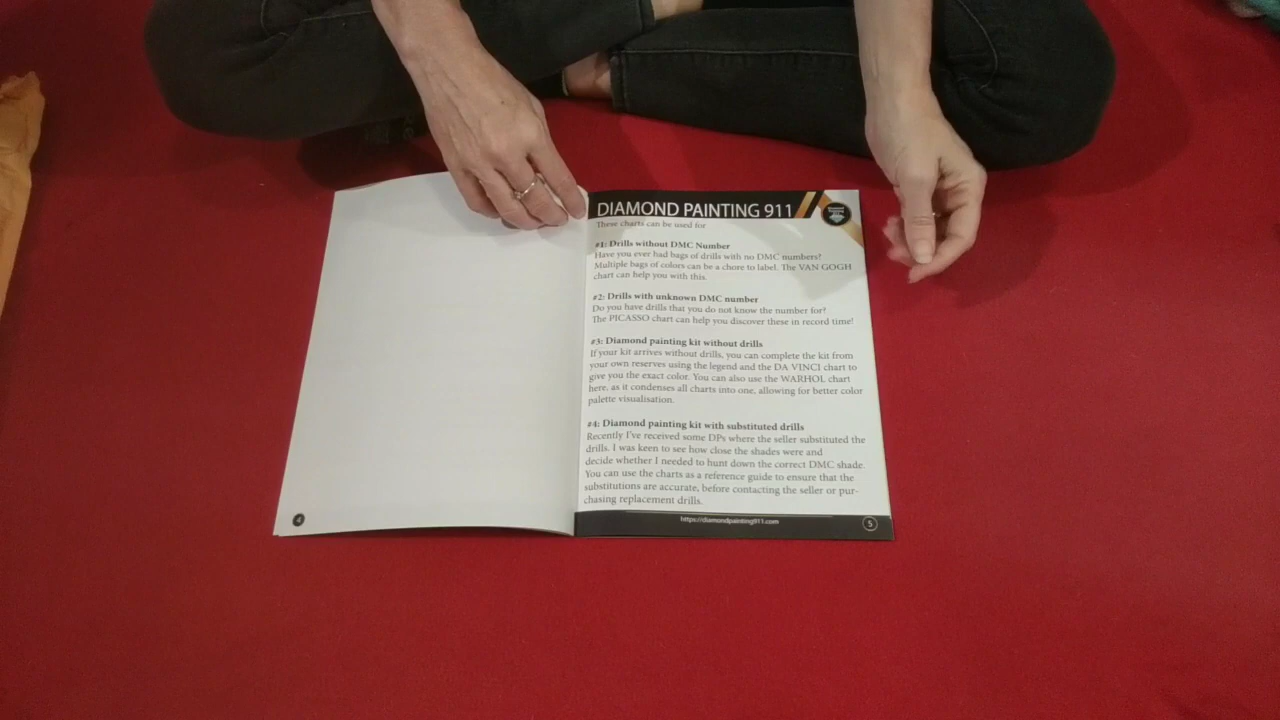 DIAMOND PAINTING 911
These charts can be used for
#1: Drills without DMC Number
Have you ever had bags of drills with no DMC numbers?
Multiple bags of colors can be a chore to label. The VAN GOGH
chart can help you with this.
#2: Drills with unknown DMC number
Do you have drills that you do not know the number for?
The PICASSO chart can help you discover these in record time!
#3: Diamond painting kit without drills
If your kit arrives without drills, you can complete the kit from
your own reserves using the legend and the DA VINCI chart to
give you the exact color. You can also use the WARHOL chart
here, as it condenses all charts into one, allowing for better color
palette visualisation.
#4: Diamond painting kit with substituted drills
Recently I've received some DPs where the seller substituted the
drills. I was keen to see how close the shades were and
decide whether I needed to hunt down the correct DMC shade.
You can use the charts as a reference guide to ensure that the
substitutions are accurate, before contacting the seller or pur-
chasing replacement drills.
4
https://diamondpainting911.com
5